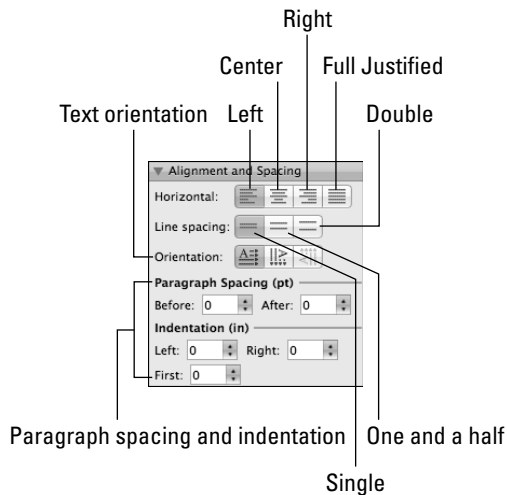 Right
Center Full Justified
Text orientation Left Double
Alignment and Spacing
Horizontal:
Line spacing:
Orientation:
Paragraph Spacing (pt)
Before: 0 After: 0
Indentation (in)
Left: 0 Right: 0
First: 0
Paragraph spacing and indentation One and a half
Single